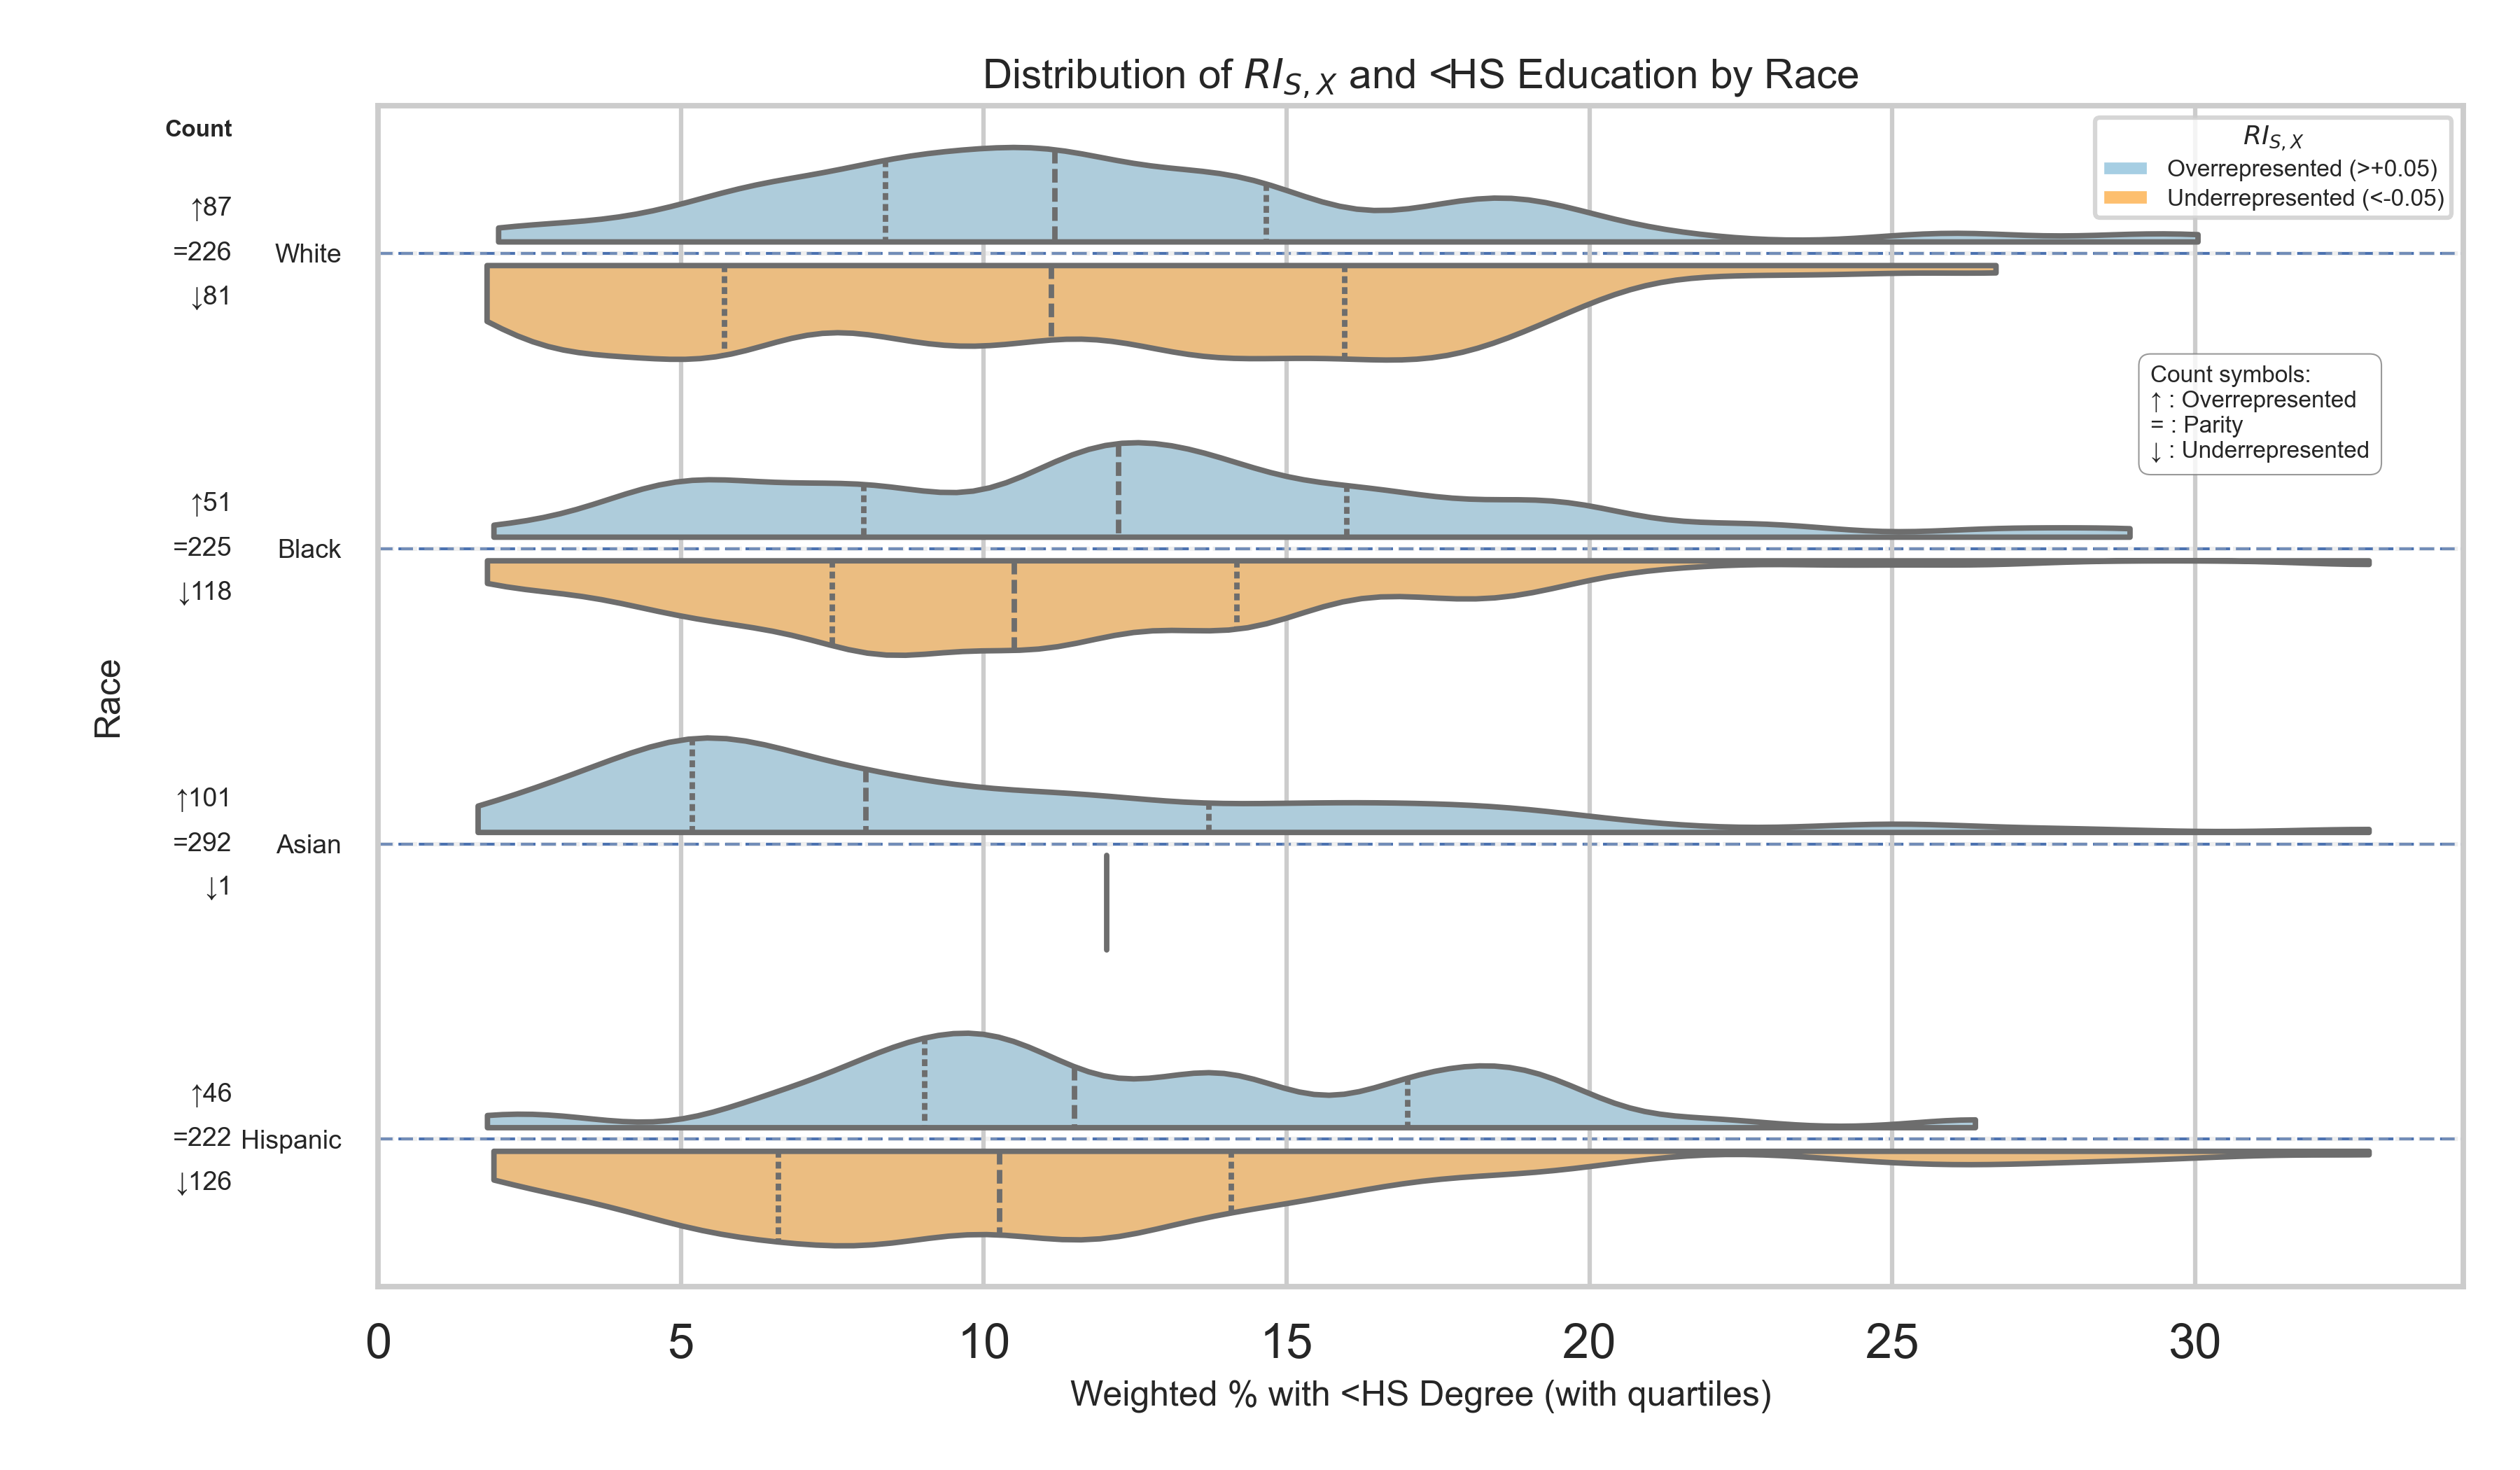 Distribution of RI_{S,X} and <HS Education by Race
Count
RI_{S,X}
Overrepresented (>+0.05)
Underrepresented (<-0.05)
↑87
=226
White
↓81
Count symbols:
↑ : Overrepresented
= : Parity
↓ : Underrepresented
↑51
=225
Black
↓118
Race
↑101
=292
Asian
↓1
↑46
=222
Hispanic
↓126
0 5 10 15 20 25 30
Weighted % with <HS Degree (with quartiles)